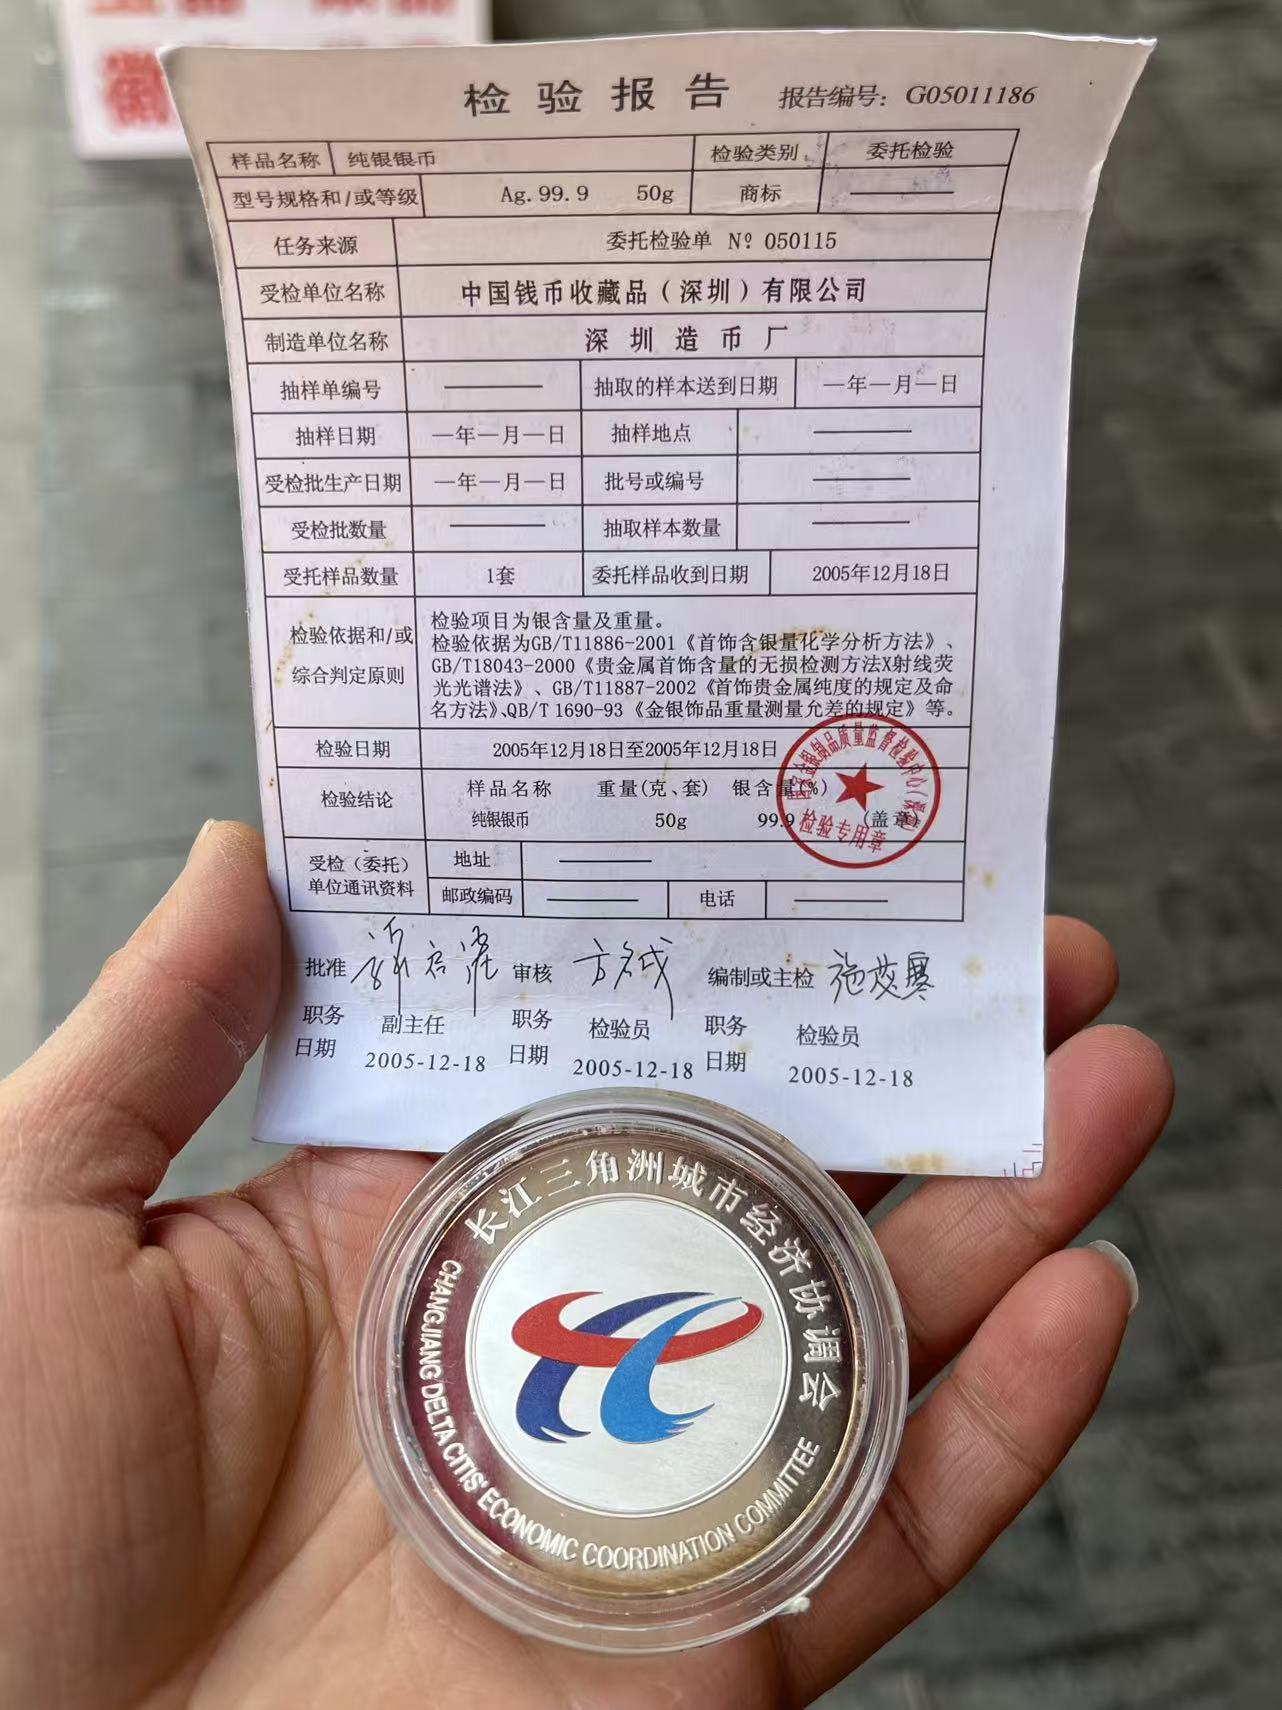 检验报告 报告编号：G05011186
样品名称 纯银银币 检验类别 委托检验
型号规格和/或等级 Ag.99.9 50g 商标 ———
任务来源 委托检验单 Nº 050115
受检单位名称 中国钱币收藏品（深圳）有限公司
制造单位名称 深圳造币厂
抽样单编号 ——— 抽取的样本送到日期 —年—月—日
抽样日期 —年—月—日 抽样地点 ———
受检批生产日期 —年—月—日 批号或编号 ———
受检批数量 ——— 抽取样本数量 ———
受托样品数量 1套 委托样品收到日期 2005年12月18日
检验依据和/或
综合判定原则
检验项目为银含量及重量。
检验依据为GB/T11886-2001《首饰含银量化学分析方法》、
GB/T18043-2000《贵金属首饰含量的无损检测方法X射线荧
光光谱法》、GB/T11887-2002《首饰贵金属纯度的规定及命
名方法》、QB/T 1690-93《金银饰品重量测量允差的规定》等。
检验日期 2005年12月18日至2005年12月18日
检验结论 样品名称 重量(克、套) 银含量(%)
纯银银币 50g 99.9 （盖章）
金银制品质量监督检验中心
检验专用章
受检（委托）
单位通讯资料
地址 ———
邮政编码 ——— 电话 ———
批准 审核 编制或主检
职务 副主任 职务 检验员 职务 检验员
日期 2005-12-18 日期 2005-12-18 日期 2005-12-18
长江三角洲城市经济协调会
CHANGJIANG DELTA CITIS' ECONOMIC COORDINATION COMMITTEE